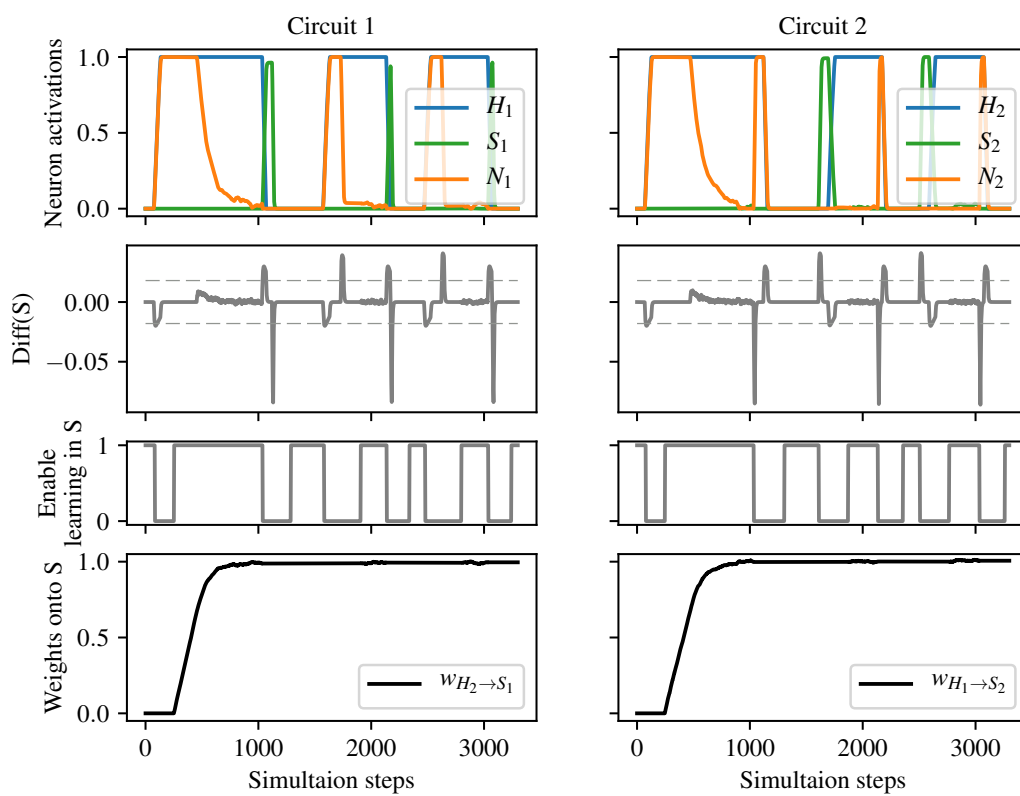 Circuit 1
Circuit 2
Neuron activations
1.0
0.5
0.0
H1
S1
N1
H2
S2
N2
Diff(S)
0.00
−0.05
Enable
learning in S
1
0
Weights onto S
1.0
0.5
0.0
wH2→S1
wH1→S2
0
1000
2000
3000
0
1000
2000
3000
Simultaion steps
Simultaion steps